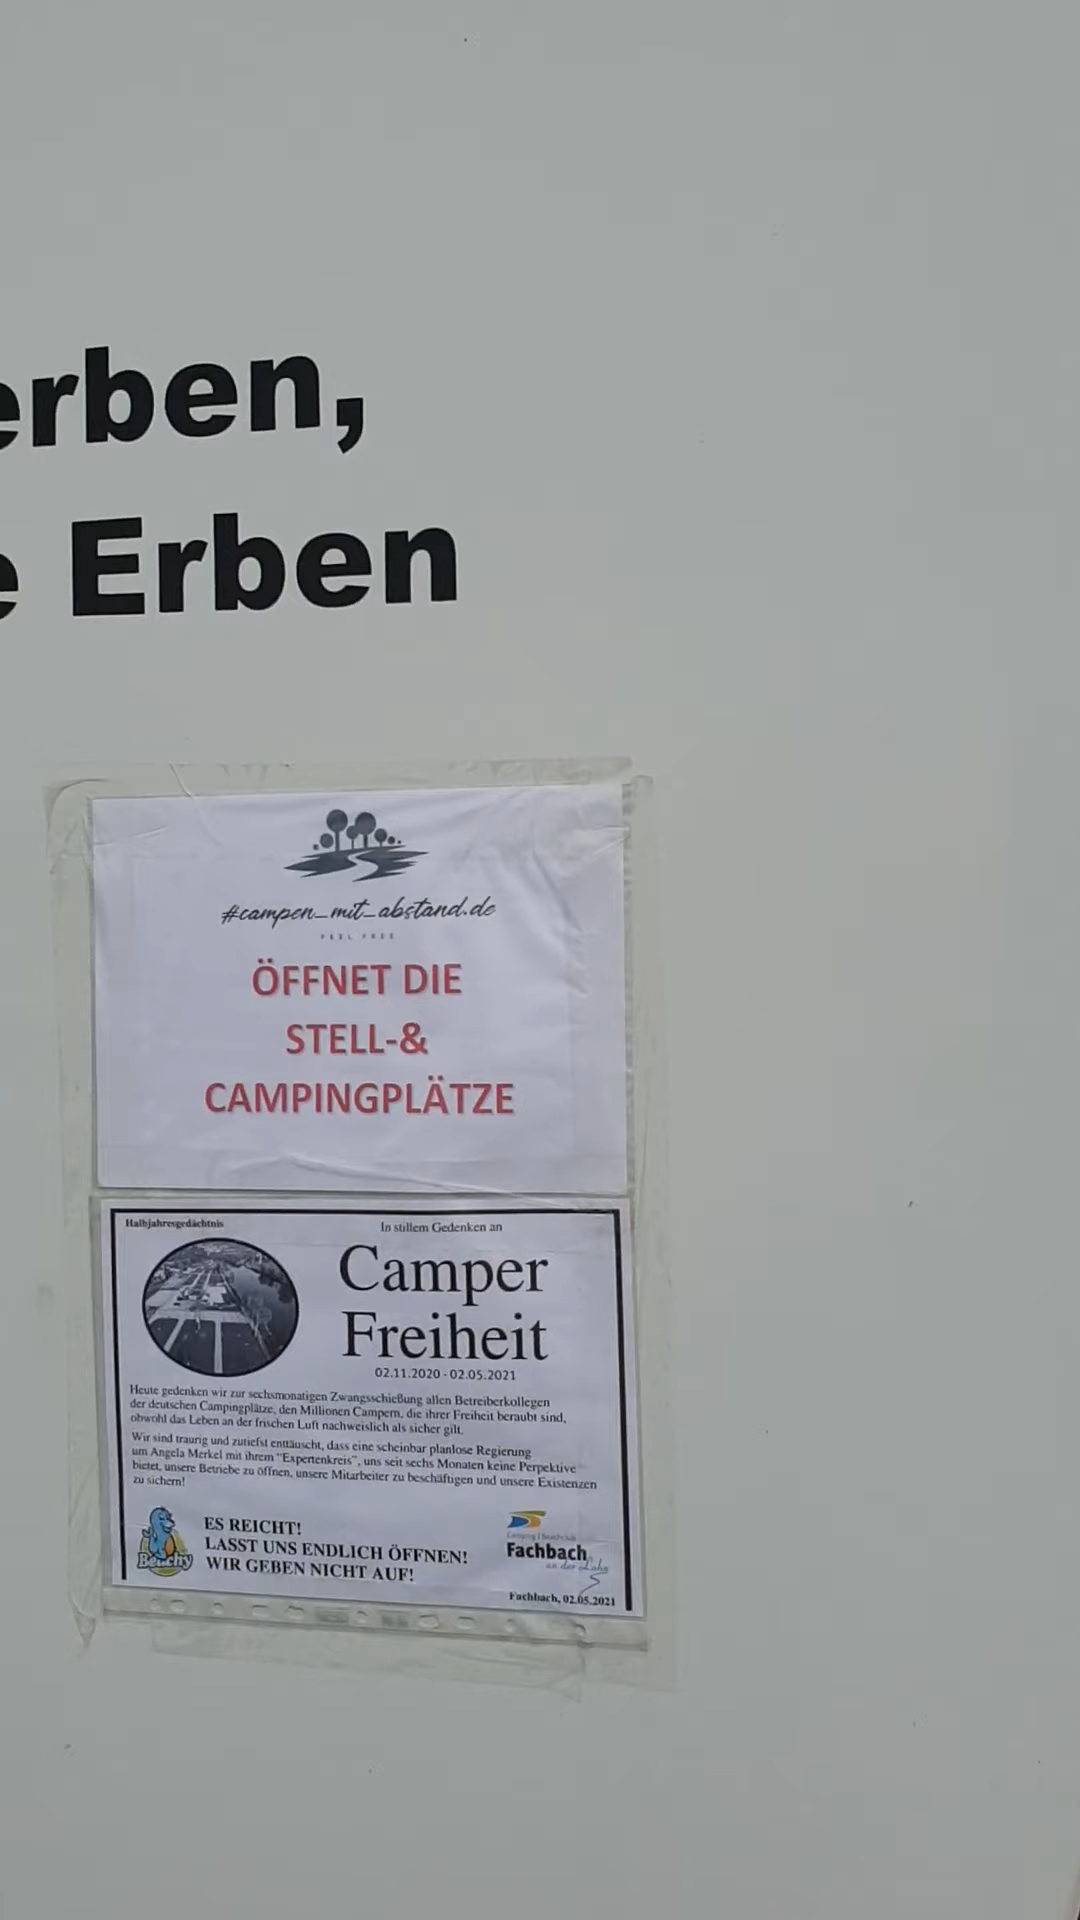 erben,
e Erben
#campen_mit_abstand.de
FEEL FREE
ÖFFNET DIE
STELL-&
CAMPINGPLÄTZE
Halbjahresgedächtnis
In stillem Gedenken an
Camper
Freiheit
02.11.2020 - 02.05.2021
Heute gedenken wir zur sechsmonatigen Zwangsschießung allen Betreiberkollegen
der deutschen Campingplätze, den Millionen Campern, die ihrer Freiheit beraubt sind,
obwohl das Leben an der frischen Luft nachweislich als sicher gilt.
Wir sind traurig und zutiefst enttäuscht, dass eine scheinbar planlose Regierung
um Angela Merkel mit ihrem "Expertenkreis", uns seit sechs Monaten keine Perspektive
bietet, unsere Betriebe zu öffnen, unsere Mitarbeiter zu beschäftigen und unsere Existenzen
zu sichern!
Beachy
ES REICHT!
LASST UNS ENDLICH ÖFFNEN!
WIR GEBEN NICHT AUF!
Camping | Beachclub
Fachbach
an der Lahn
Fachbach, 02.05.2021